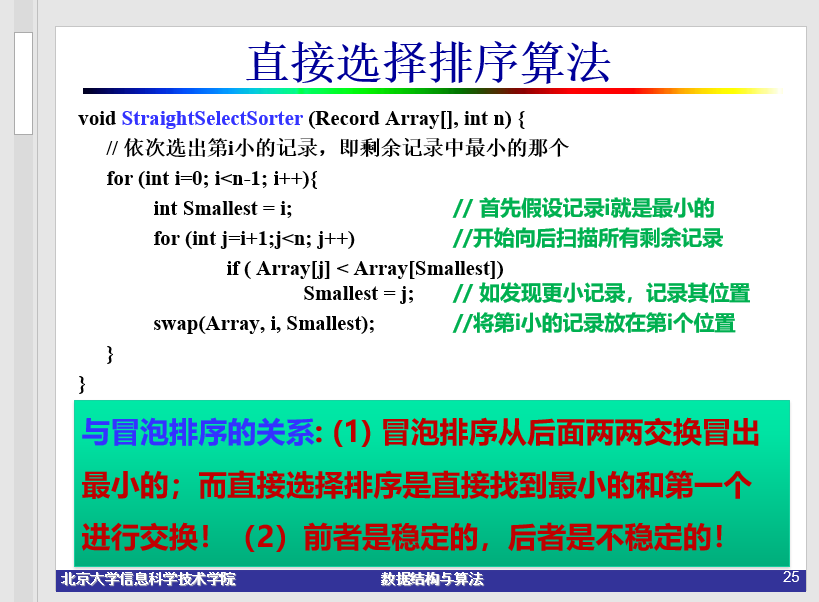 直接选择排序算法
void StraightSelectSorter (Record Array[], int n) {
// 依次选出第i小的记录，即剩余记录中最小的那个
for (int i=0; i<n-1; i++){
int Smallest = i; // 首先假设记录i就是最小的
for (int j=i+1;j<n; j++) //开始向后扫描所有剩余记录
if ( Array[j] < Array[Smallest])
Smallest = j; // 如发现更小记录，记录其位置
swap(Array, i, Smallest); //将第i小的记录放在第i个位置
}
}
与冒泡排序的关系: (1) 冒泡排序从后面两两交换冒出
最小的；而直接选择排序是直接找到最小的和第一个
进行交换！（2）前者是稳定的，后者是不稳定的！
北京大学信息科学技术学院 数据结构与算法 25